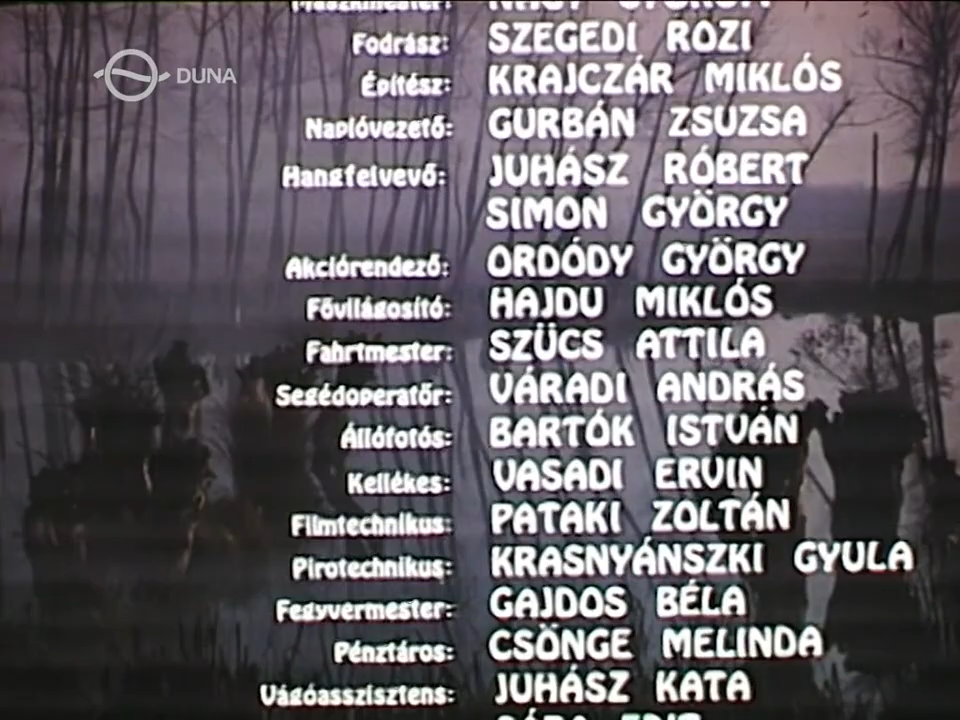 DUNA
Fodrász: SZEGEDI ROZI
Építész: KRAJCZÁR MIKLÓS
Naplóvezető: GURBÁN ZSUZSA
Hangfelvevő: JUHÁSZ RÓBERT
SIMON GYÖRGY
Akciórendező: ORDÓDY GYÖRGY
Fővilágosító: HAJDU MIKLÓS
Fahrtmester: SZÜCS ATTILA
Segédoperatőr: VÁRADI ANDRÁS
Állófotós: BARTÓK ISTVÁN
Kellékes: VASADI ERVIN
Filmtechnikus: PATAKI ZOLTÁN
Pirotechnikus: KRASNYÁNSZKI GYULA
Fegyvermester: GAJDOS BÉLA
Pénztáros: CSÖNGE MELINDA
Vágóasszisztens: JUHÁSZ KATA